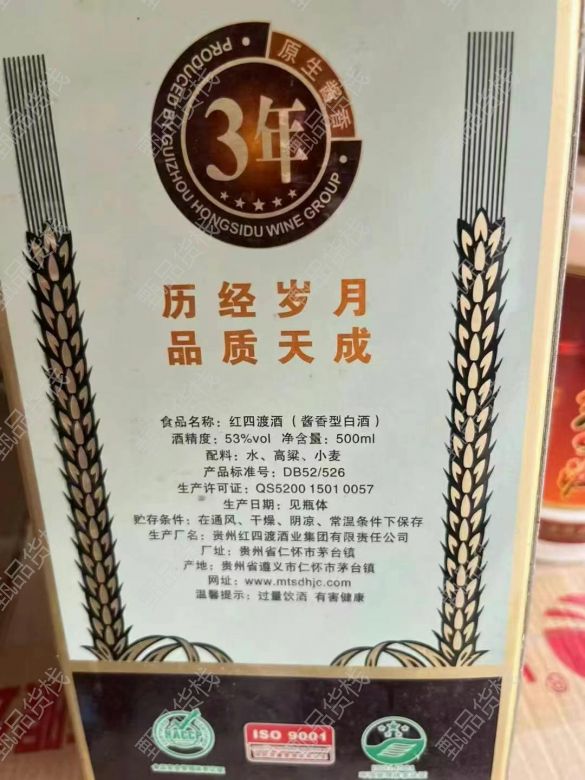 原生酱香
PRODUCED BY GUIZHOU HONGSIDU WINE GROUP
3年
历经岁月
品质天成
食品名称：红四渡酒（酱香型白酒）
酒精度：53%vol 净含量：500ml
配料：水、高粱、小麦
产品标准号：DB52/526
生产许可证：QS5200 1501 0057
生产日期：见瓶体
贮存条件：在通风、干燥、阴凉、常温条件下保存
生产厂名：贵州红四渡酒业集团有限责任公司
厂址：贵州省仁怀市茅台镇
产地：贵州省遵义市仁怀市茅台镇
网址：www.mtsdhjc.com
温馨提示：过量饮酒 有害健康
HACCP
ISO 9001
甄品货栈